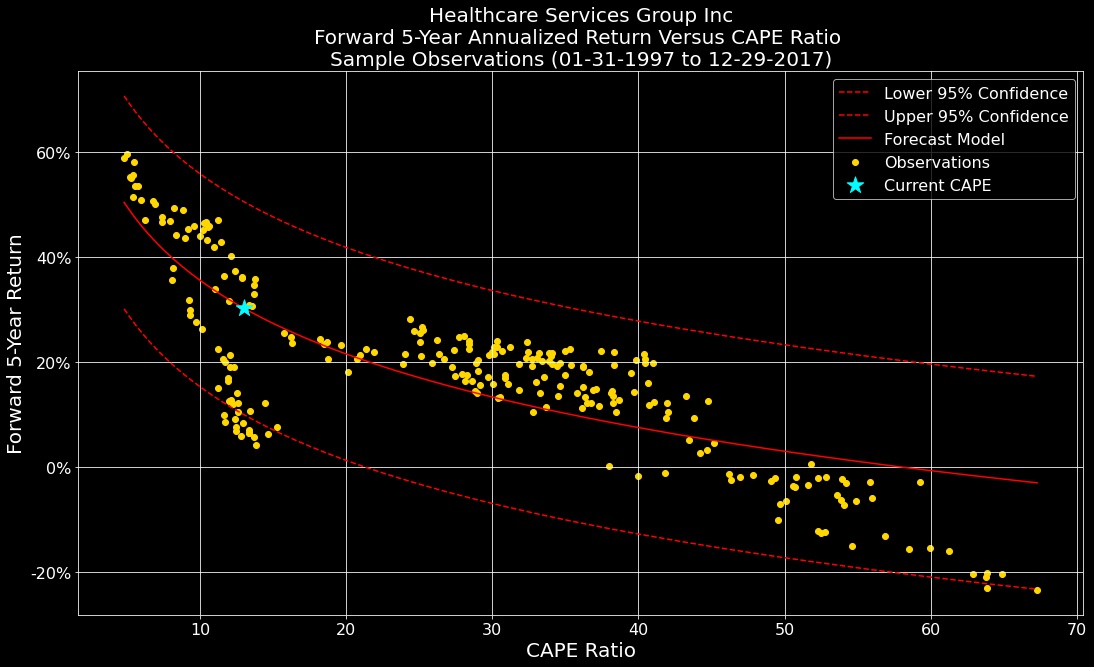 Healthcare Services Group Inc
Forward 5-Year Annualized Return Versus CAPE Ratio
Sample Observations (01-31-1997 to 12-29-2017)
Lower 95% Confidence
Upper 95% Confidence
Forecast Model
Observations
Current CAPE
Forward 5-Year Return
60%
40%
20%
0%
-20%
10
20
30
40
50
60
70
CAPE Ratio